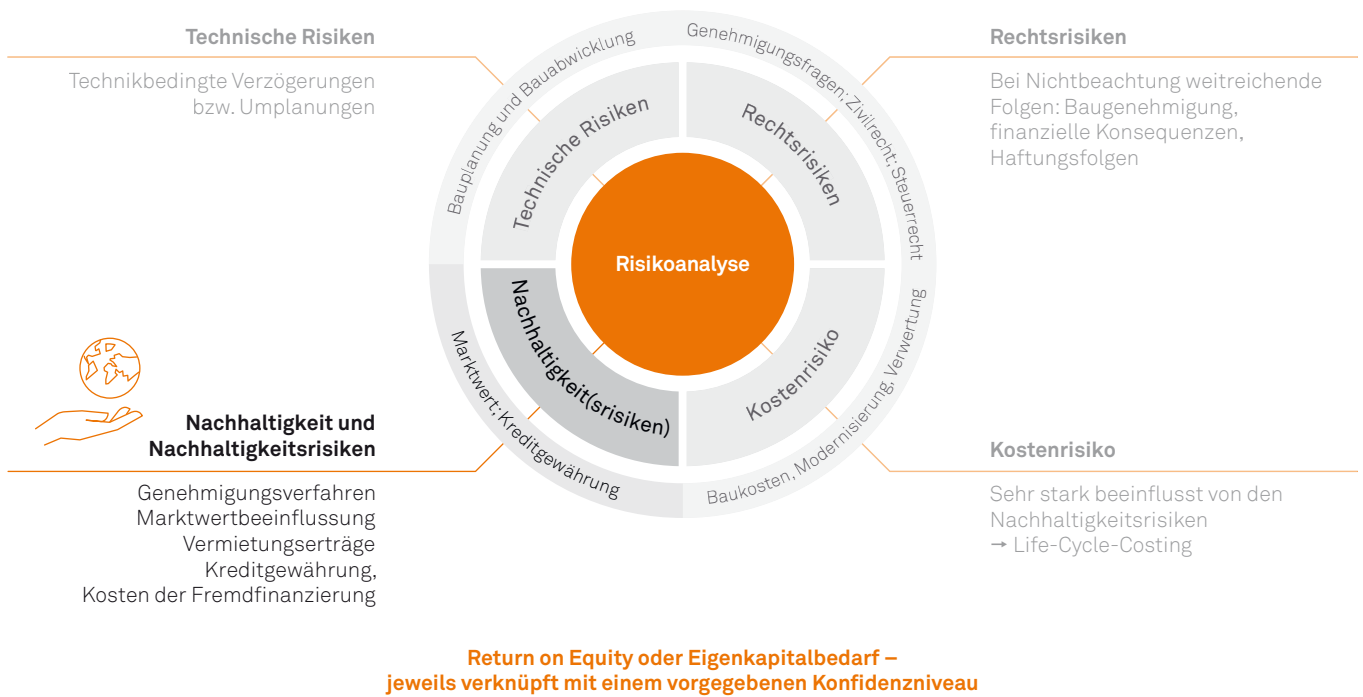 Technische Risiken
Technikbedingte Verzögerungen
bzw. Umplanungen
Rechtsrisiken
Bei Nichtbeachtung weitreichende
Folgen: Baugenehmigung,
finanzielle Konsequenzen,
Haftungsfolgen
Bauplanung und Bauabwicklung
Genehmigungsfragen; Zivilrecht; Steuerrecht
Technische Risiken
Rechtsrisiken
Risikoanalyse
Nachhaltigkeit(srisiken)
Kostenrisiko
Marktwert; Kreditgewährung
Baukosten, Modernisierung, Verwertung
Nachhaltigkeit und
Nachhaltigkeitsrisiken
Genehmigungsverfahren
Marktwertbeeinflussung
Vermietungserträge
Kreditgewährung,
Kosten der Fremdfinanzierung
Kostenrisiko
Sehr stark beeinflusst von den
Nachhaltigkeitsrisiken
→ Life-Cycle-Costing
Return on Equity oder Eigenkapitalbedarf –
jeweils verknüpft mit einem vorgegebenen Konfidenzniveau